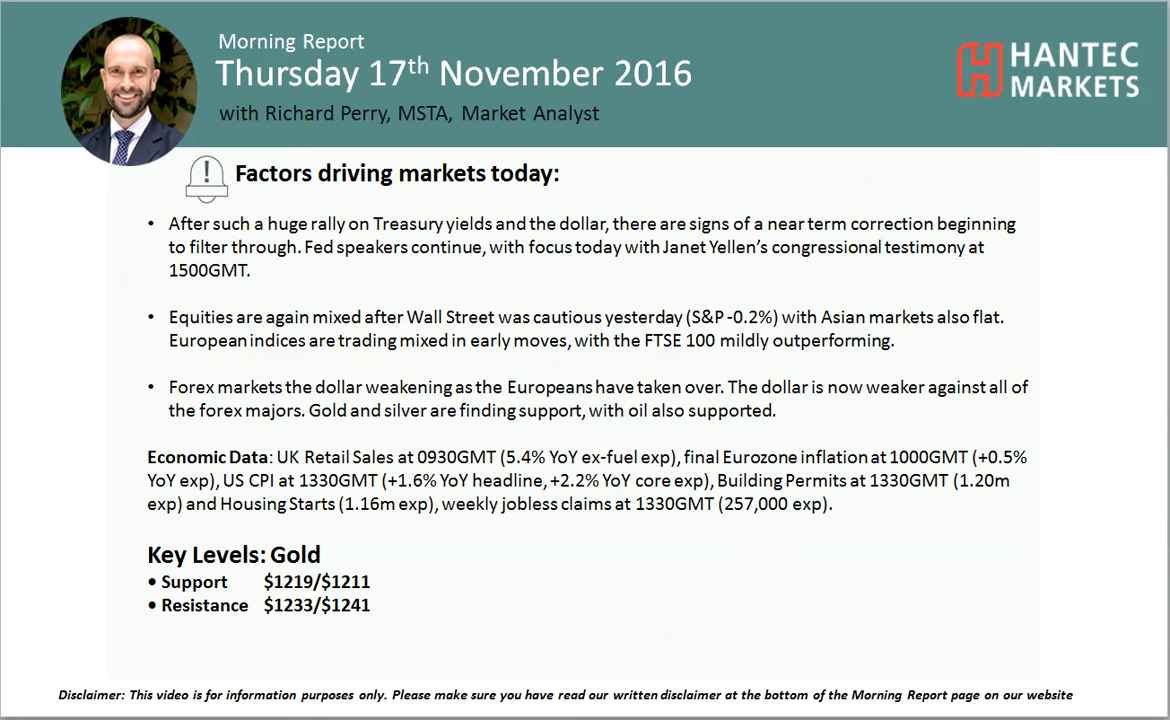 Morning Report
Thursday 17th November 2016
with Richard Perry, MSTA, Market Analyst
HANTEC
MARKETS
! Factors driving markets today:
• After such a huge rally on Treasury yields and the dollar, there are signs of a near term correction beginning
to filter through. Fed speakers continue, with focus today with Janet Yellen’s congressional testimony at
1500GMT.
• Equities are again mixed after Wall Street was cautious yesterday (S&P -0.2%) with Asian markets also flat.
European indices are trading mixed in early moves, with the FTSE 100 mildly outperforming.
• Forex markets the dollar weakening as the Europeans have taken over. The dollar is now weaker against all of
the forex majors. Gold and silver are finding support, with oil also supported.
Economic Data: UK Retail Sales at 0930GMT (5.4% YoY ex-fuel exp), final Eurozone inflation at 1000GMT (+0.5%
YoY exp), US CPI at 1330GMT (+1.6% YoY headline, +2.2% YoY core exp), Building Permits at 1330GMT (1.20m
exp) and Housing Starts (1.16m exp), weekly jobless claims at 1330GMT (257,000 exp).
Key Levels: Gold
• Support $1219/$1211
• Resistance $1233/$1241
Disclaimer: This video is for information purposes only. Please make sure you have read our written disclaimer at the bottom of the Morning Report page on our website